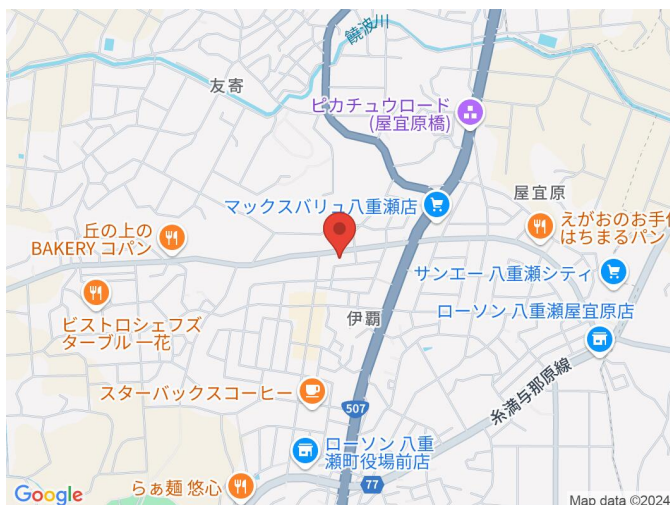 饒波川
友寄
ピカチュウロード
(屋宜原橋)
マックスバリュ八重瀬店
屋宜原
丘の上の
BAKERY コパン
えがおのお手伝
はちまるパン
サンエー 八重瀬シティ
ビストロシェフズ
ターブル 一花
伊覇
ローソン 八重瀬屋宜原店
スターバックスコーヒー
507
糸満与那原線
ローソン 八重
瀬町役場前店
77
らぁ麺 悠心
Google
Map data ©2024